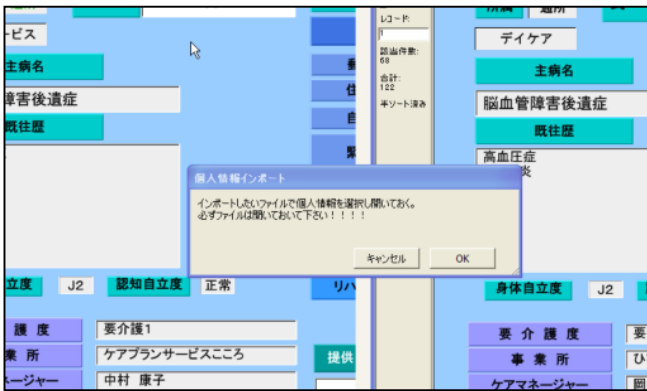 レコード:
1
該当件数:
68
合計:
122
半ソート済み
所属
通所
ービス
デイケア
主病名
主病名
障害後遺症
脳血管障害後遺症
既往歴
既往歴
高血圧症
炎
個人情報インポート
インポートしたいファイルで個人情報を選択し開いておく。
必ずファイルは開いておいて下さい!!!!
キャンセル
OK
立度
J2
認知自立度
正常
リハ
身体自立度
J2
護 度
要介護1
要 介 護 度
要
業 所
ケアプランサービスこころ
提供
事 業 所
ひ
ージャー
中村 康子
ケアマネージャー
岡